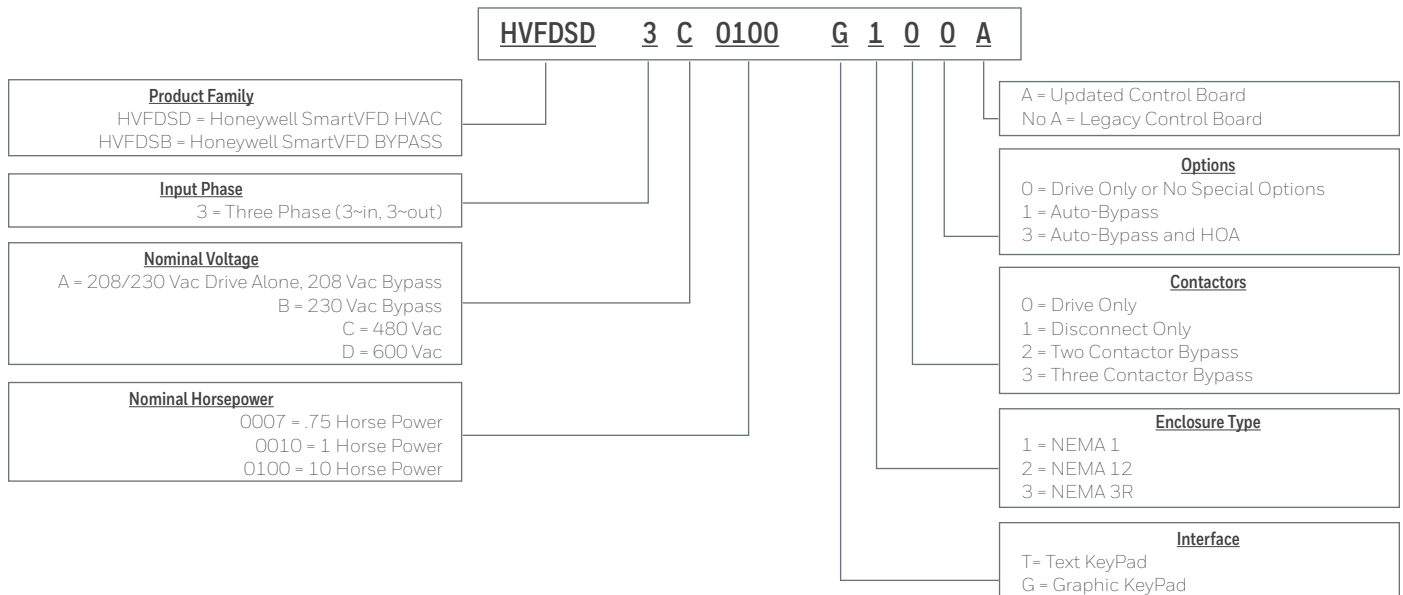 HVFDSD 3 C 0100 G 1 0 0 A
Product Family
HVFDSD = Honeywell SmartVFD HVAC
HVFDSB = Honeywell SmartVFD BYPASS
Input Phase
3 = Three Phase (3~in, 3~out)
Nominal Voltage
A = 208/230 Vac Drive Alone, 208 Vac Bypass
B = 230 Vac Bypass
C = 480 Vac
D = 600 Vac
Nominal Horsepower
0007 = .75 Horse Power
0010 = 1 Horse Power
0100 = 10 Horse Power
A = Updated Control Board
No A = Legacy Control Board
Options
0 = Drive Only or No Special Options
1 = Auto-Bypass
3 = Auto-Bypass and HOA
Contactors
0 = Drive Only
1 = Disconnect Only
2 = Two Contactor Bypass
3 = Three Contactor Bypass
Enclosure Type
1 = NEMA 1
2 = NEMA 12
3 = NEMA 3R
Interface
T= Text KeyPad
G = Graphic KeyPad